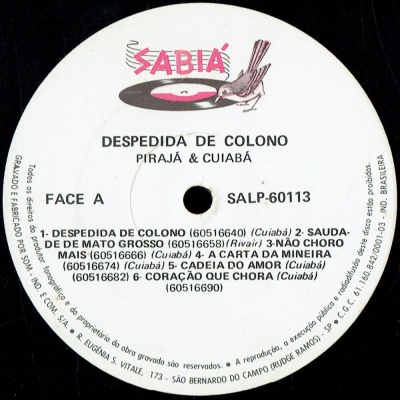 SABIÁ
DESPEDIDA DE COLONO
PIRAJÁ & CUIABÁ
FACE A
SALP-60113
1- DESPEDIDA DE COLONO (60516640) (Cuiabá) 2- SAUDA-
DE DE MATO GROSSO (60516658) (Rivair) 3-NÃO CHORO
MAIS (60516666) (Cuiabá) 4- A CARTA DA MINEIRA
(60516674) (Cuiabá) 5- CADEIA DO AMOR (Cuiabá)
(60516682) 6- CORAÇÃO QUE CHORA (Cuiabá)
(60516690)
Todos os direitos do produtor fonográfico e do proprietário da obra gravada são reservados. • A reprodução, a execução pública e radiodifusão deste disco estão proibidas.
GRAVADO E FABRICADO POR SOM - IND. E COM. S/A. • R. EUGÊNIA S. VITALE, 173 - SÃO BERNARDO DO CAMPO (RUDGE RAMOS) - SP • C.G.C. 61.160.842/0001-03 - IND. BRASILEIRA